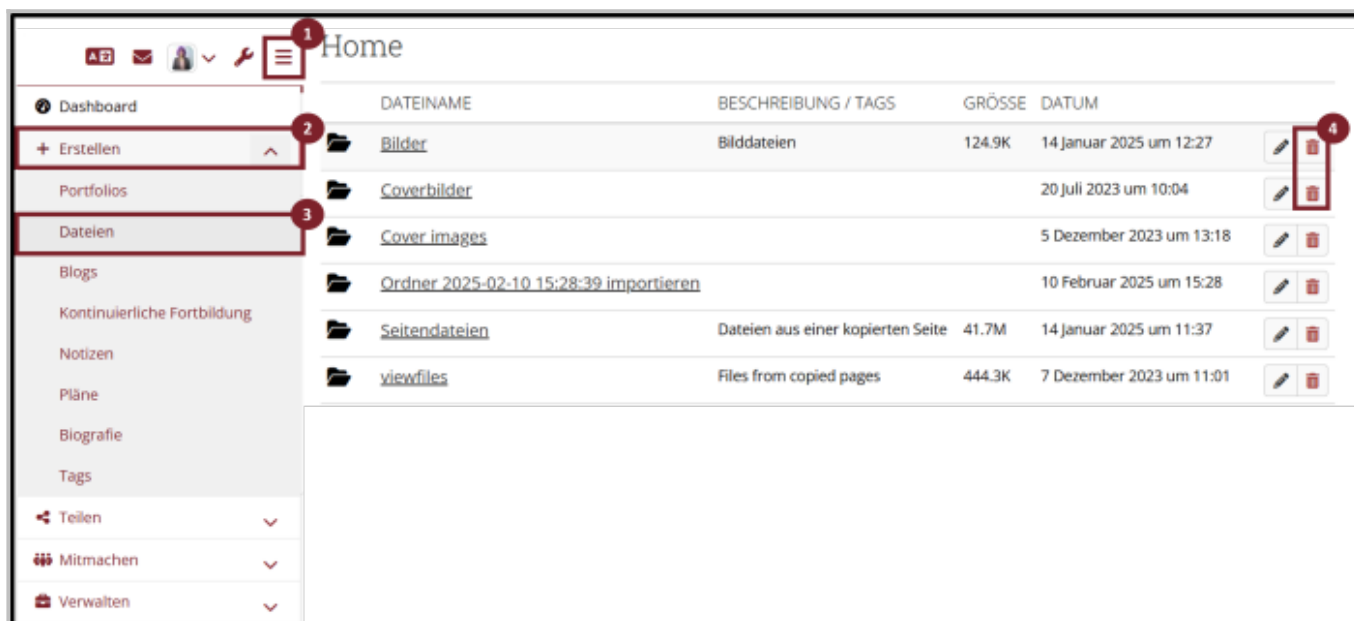 1
Home
Dashboard
2
+ Erstellen
Portfolios
3
Dateien
Blogs
Kontinuierliche Fortbildung
Notizen
Pläne
Biografie
Tags
Teilen
Mitmachen
Verwalten
DATEINAME BESCHREIBUNG / TAGS GRÖSSE DATUM
4
Bilder Bilddateien 124.9K 14 Januar 2025 um 12:27
Coverbilder 20 Juli 2023 um 10:04
Cover images 5 Dezember 2023 um 13:18
Ordner 2025-02-10 15:28:39 importieren 10 Februar 2025 um 15:28
Seitendateien Dateien aus einer kopierten Seite 41.7M 14 Januar 2025 um 11:37
viewfiles Files from copied pages 444.3K 7 Dezember 2023 um 11:01